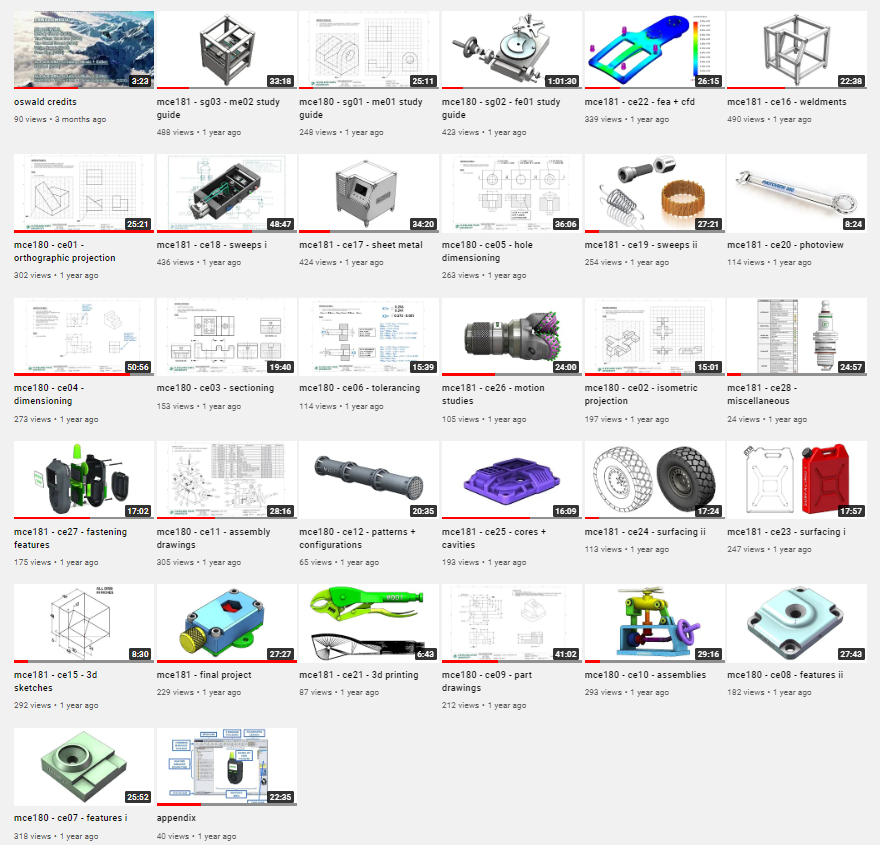 3:23
33:18
25:11
1:01:30
26:15
22:38
oswald credits
mce181 - sg03 - me02 study
guide
mce180 - sg01 - me01 study
guide
mce180 - sg02 - fe01 study
guide
mce181 - ce22 - fea + cfd
mce181 - ce16 - weldments
90 views • 3 months ago
488 views • 1 year ago
248 views • 1 year ago
423 views • 1 year ago
339 views • 1 year ago
490 views • 1 year ago
25:21
48:47
34:20
36:06
27:21
8:24
mce180 - ce01 -
orthographic projection
mce181 - ce18 - sweeps i
mce181 - ce17 - sheet metal
mce180 - ce05 - hole
dimensioning
mce181 - ce19 - sweeps ii
mce181 - ce20 - photoview
302 views • 1 year ago
436 views • 1 year ago
424 views • 1 year ago
263 views • 1 year ago
254 views • 1 year ago
114 views • 1 year ago
50:56
19:40
15:39
24:00
15:01
24:57
mce180 - ce04 -
dimensioning
mce180 - ce03 - sectioning
mce180 - ce06 - tolerancing
mce181 - ce26 - motion
studies
mce180 - ce02 - isometric
projection
mce181 - ce28 -
miscellaneous
273 views • 1 year ago
153 views • 1 year ago
114 views • 1 year ago
105 views • 1 year ago
197 views • 1 year ago
24 views • 1 year ago
17:02
28:16
20:35
16:09
17:24
17:57
mce181 - ce27 - fastening
features
mce180 - ce11 - assembly
drawings
mce180 - ce12 - patterns +
configurations
mce181 - ce25 - cores +
cavities
mce181 - ce24 - surfacing ii
mce181 - ce23 - surfacing i
175 views • 1 year ago
305 views • 1 year ago
65 views • 1 year ago
193 views • 1 year ago
113 views • 1 year ago
247 views • 1 year ago
ALL DIMS
IN INCHES
8:30
27:27
6:43
41:02
29:16
27:43
mce181 - ce15 - 3d
sketches
mce181 - final project
mce181 - ce21 - 3d printing
mce180 - ce09 - part
drawings
mce180 - ce10 - assemblies
mce180 - ce08 - features ii
292 views • 1 year ago
229 views • 1 year ago
87 views • 1 year ago
212 views • 1 year ago
293 views • 1 year ago
182 views • 1 year ago
25:52
22:35
mce180 - ce07 - features i
appendix
318 views • 1 year ago
40 views • 1 year ago